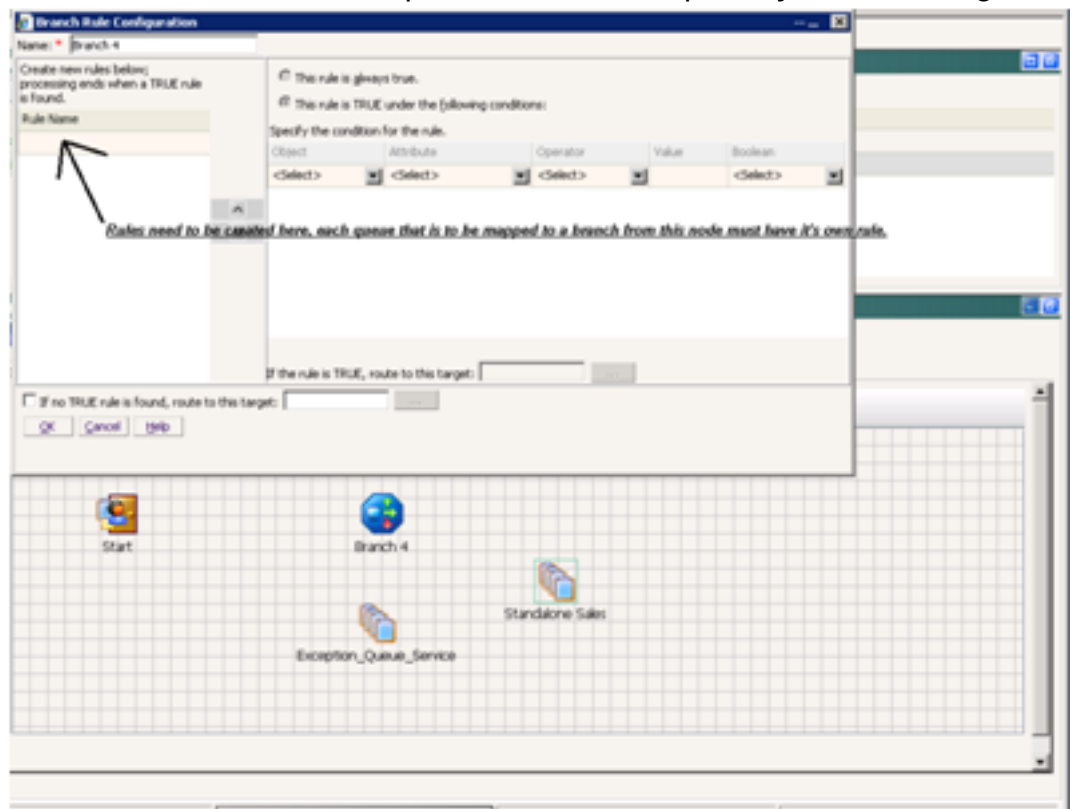 Branch Rule Configuration
Name: * Branch 4
Create new rules below;
processing ends when a TRUE rule
is found.
Rule Name
This rule is always true.
This rule is TRUE under the following conditions:
Specify the condition for the rule.
Object Attribute Operator Value Boolean
<Select> <Select> <Select> <Select>
Rules need to be created here, each queue that is to be mapped to a branch from this node must have it's own rule.
If the rule is TRUE, route to this target: ...
If no TRUE rule is found, route to this target: ...
OK Cancel Help
Start
Branch 4
Standalone Sales
Exception_Queue_Service